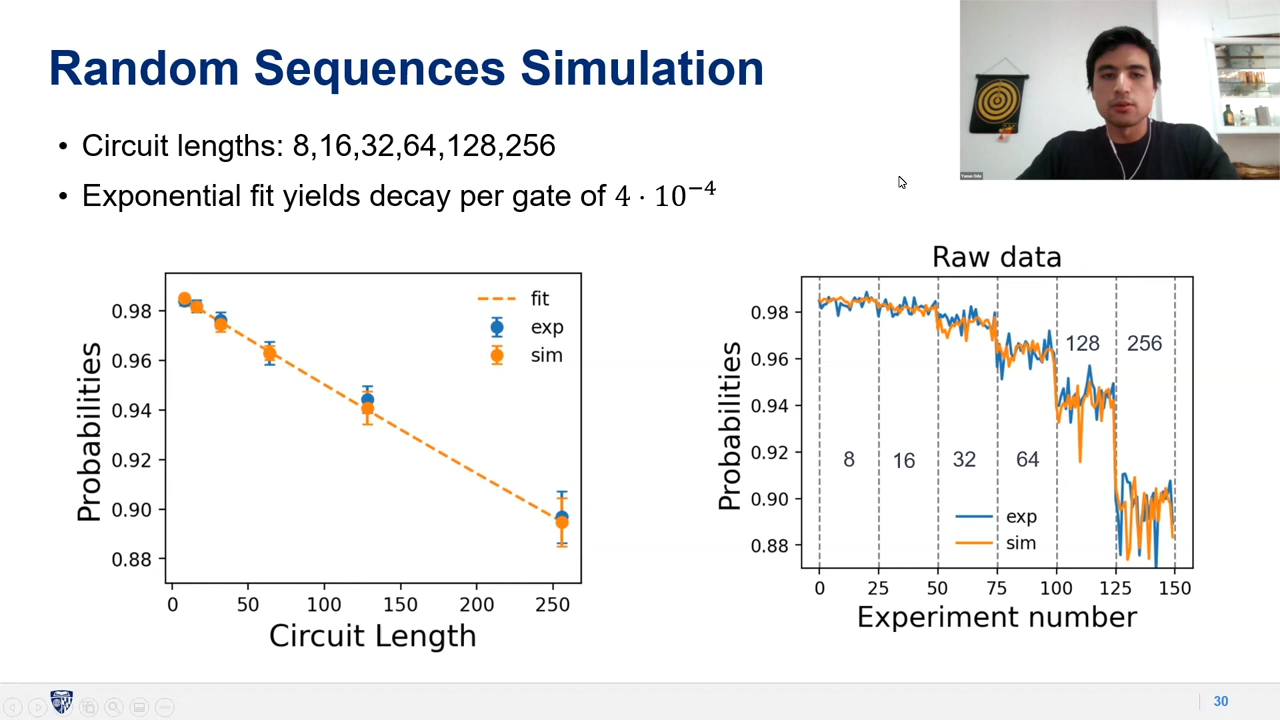 Random Sequences Simulation
• Circuit lengths: 8,16,32,64,128,256
• Exponential fit yields decay per gate of 4 · 10⁻⁴
Probabilities
0.98
0.96
0.94
0.92
0.90
0.88
fit
exp
sim
0 50 100 150 200 250
Circuit Length
Raw data
Probabilities
0.98
0.96
0.94
0.92
0.90
0.88
128 256
8 16 32 64
exp
sim
0 25 50 75 100 125 150
Experiment number
30